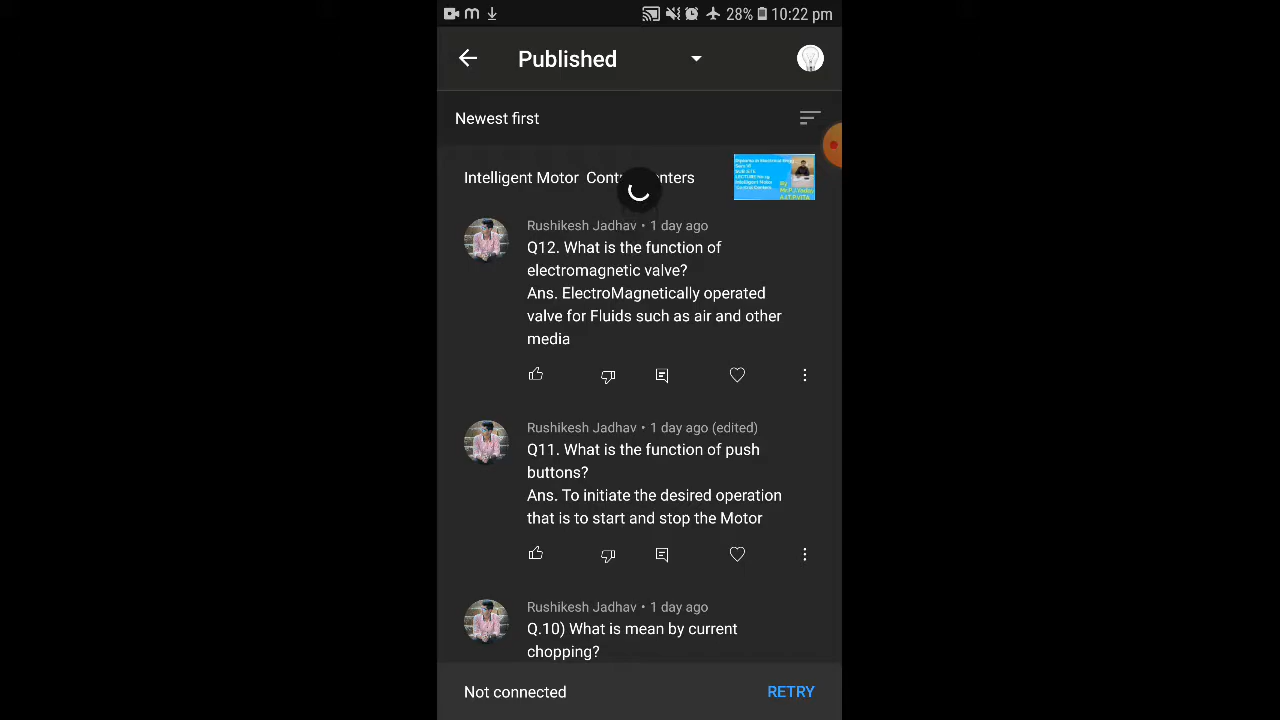 28% 10:22 pm
Published
Newest first
Intelligent Motor Cont
Rushikesh Jadhav • 1 day ago
Q12. What is the function of
electromagnetic valve?
Ans. ElectroMagnetically operated
valve for Fluids such as air and other
media
Rushikesh Jadhav • 1 day ago (edited)
Q11. What is the function of push
buttons?
Ans. To initiate the desired operation
that is to start and stop the Motor
Rushikesh Jadhav • 1 day ago
Q.10) What is mean by current
chopping?
Not connected
RETRY